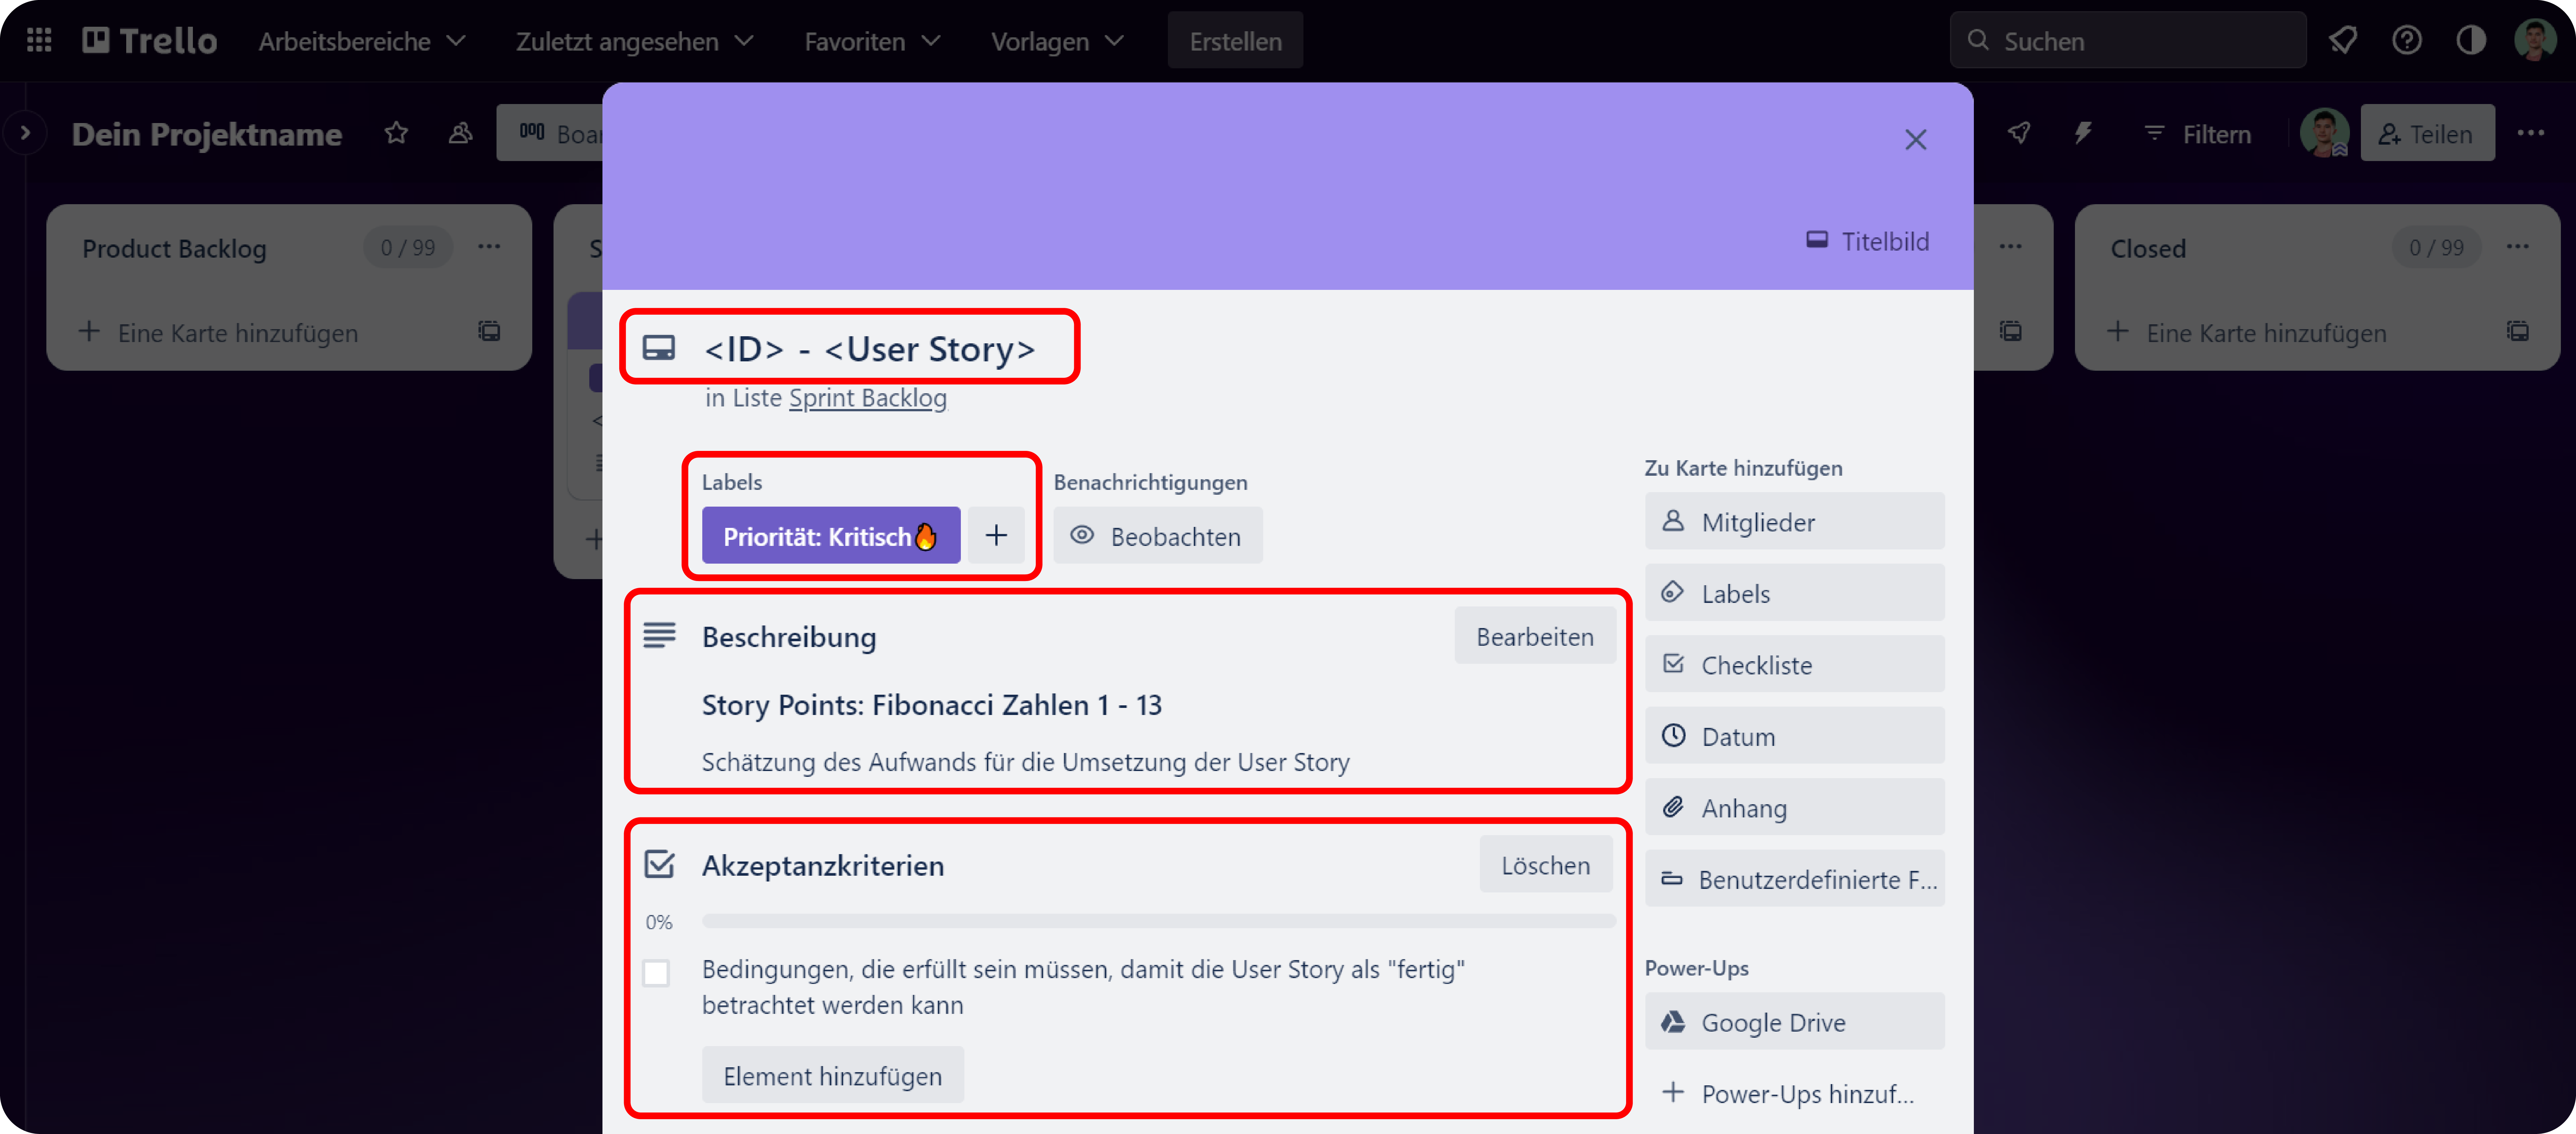 Trello
Arbeitsbereiche
Zuletzt angesehen
Favoriten
Vorlagen
Erstellen
Suchen
Dein Projektname
Boar
Filtern
Teilen
Titelbild
Product Backlog
0 / 99
S
Closed
0 / 99
Eine Karte hinzufügen
Eine Karte hinzufügen
<ID> - <User Story>
in Liste Sprint Backlog
Labels
Priorität: Kritisch🔥
Benachrichtigungen
Beobachten
Beschreibung
Bearbeiten
Story Points: Fibonacci Zahlen 1 - 13
Schätzung des Aufwands für die Umsetzung der User Story
Akzeptanzkriterien
Löschen
0%
Bedingungen, die erfüllt sein müssen, damit die User Story als "fertig"
betrachtet werden kann
Element hinzufügen
Zu Karte hinzufügen
Mitglieder
Labels
Checkliste
Datum
Anhang
Benutzerdefinierte F...
Power-Ups
Google Drive
Power-Ups hinzuf...